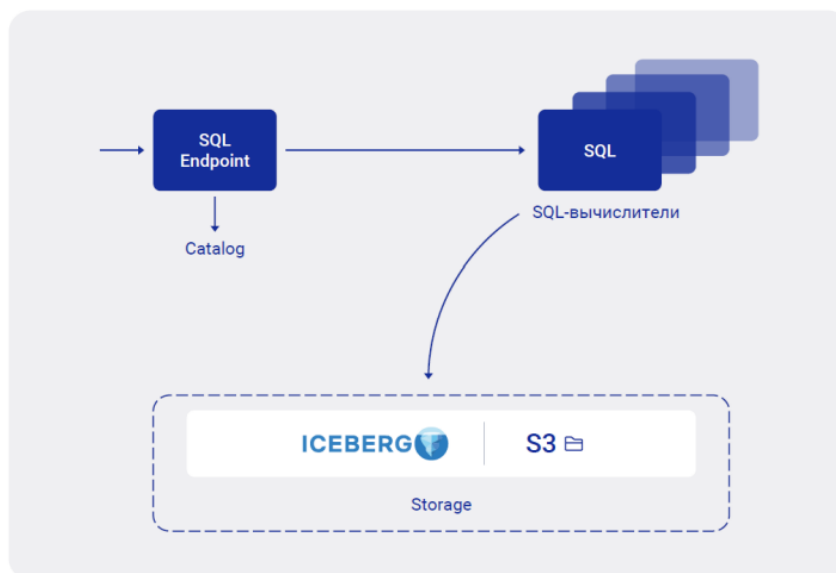 SQL
Endpoint
SQL
SQL-вычислители
Catalog
ICEBERG
S3
Storage